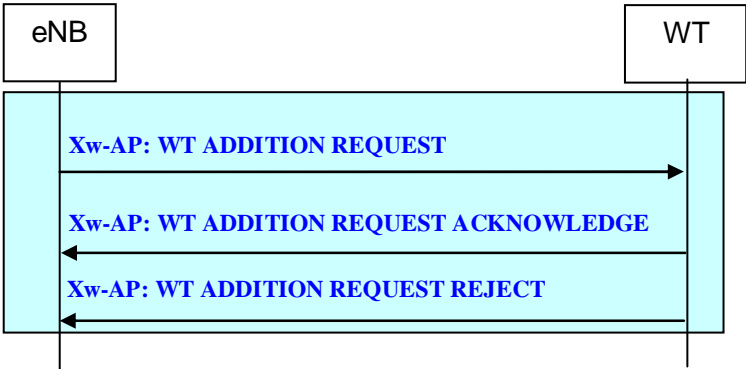 eNB
WT
Xw-AP: WT ADDITION REQUEST
Xw-AP: WT ADDITION REQUEST ACKNOWLEDGE
Xw-AP: WT ADDITION REQUEST REJECT